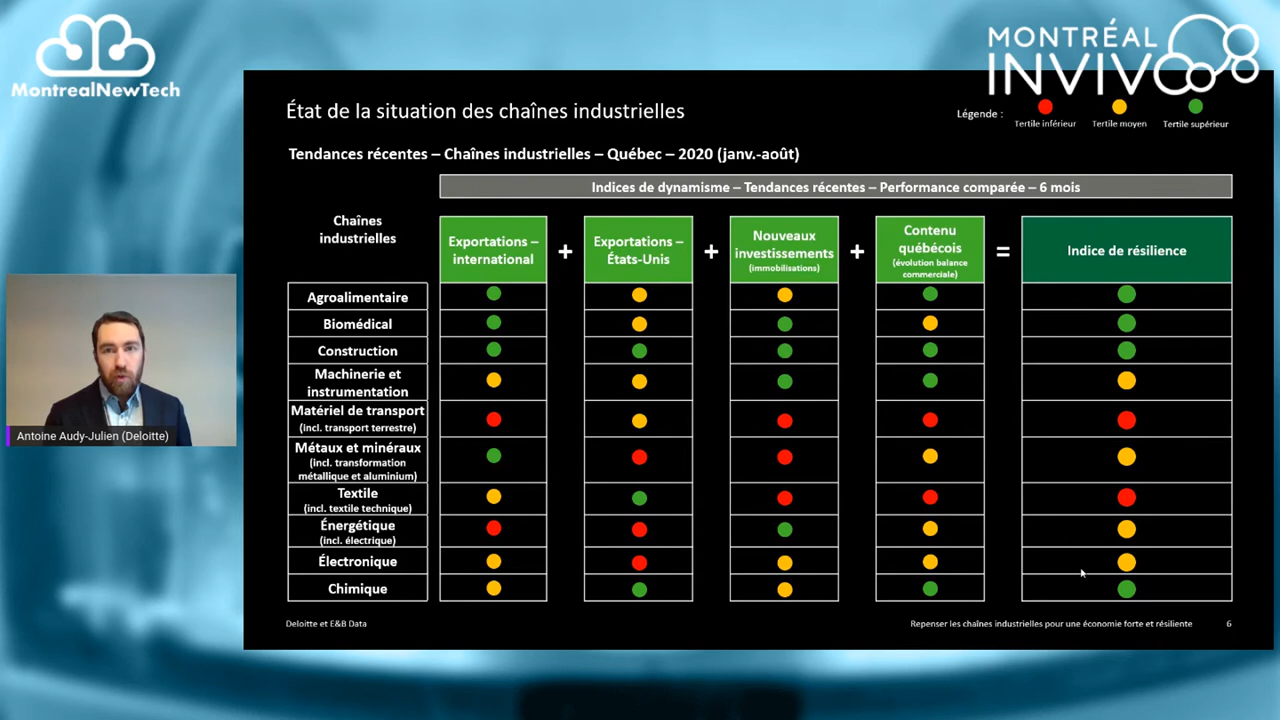 MontrealNewTech
MONTRÉAL
INVIVO
État de la situation des chaînes industrielles
Légende :
Tertile inférieur
Tertile moyen
Tertile supérieur
Tendances récentes – Chaînes industrielles – Québec – 2020 (janv.-août)
Indices de dynamisme – Tendances récentes – Performance comparée – 6 mois
Chaînes
industrielles
Exportations –
international
+
Exportations –
États-Unis
+
Nouveaux
investissements
(immobilisations)
+
Contenu
québécois
(évolution balance
commerciale)
=
Indice de résilience
Agroalimentaire
Biomédical
Construction
Machinerie et
instrumentation
Matériel de transport
(incl. transport terrestre)
Métaux et minéraux
(incl. transformation
métallique et aluminium)
Textile
(incl. textile technique)
Énergétique
(incl. électrique)
Électronique
Chimique
Antoine Audy-Julien (Deloitte)
Deloitte et E&B Data
Repenser les chaînes industrielles pour une économie forte et résiliente
6